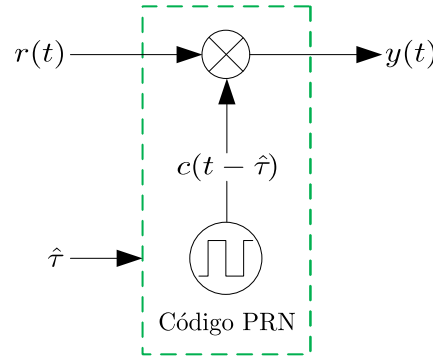 r(t)
y(t)
c(t − τ̂)
τ̂
Código PRN